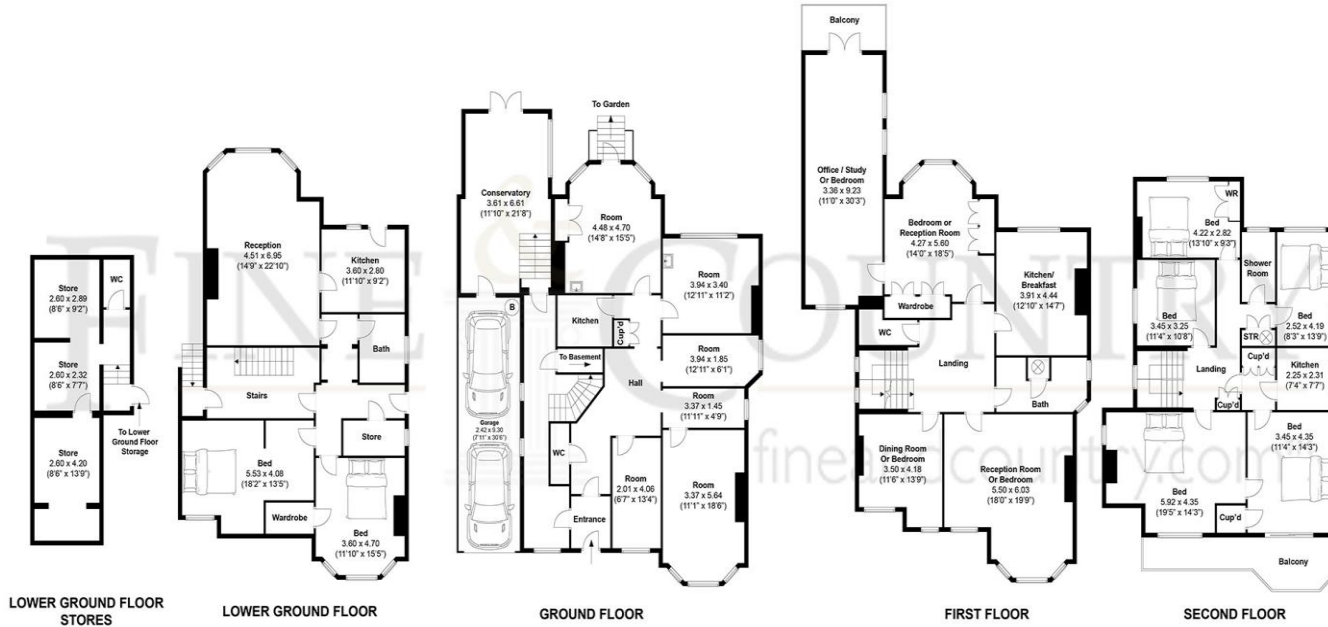 Store
2.60 x 2.89
(8'6" x 9'2")
WC
Store
2.60 x 2.32
(8'6" x 7'7")
To Lower
Ground Floor
Storage
Store
2.60 x 4.20
(8'6" x 13'9")
LOWER GROUND FLOOR
STORES
Reception
4.51 x 6.95
(14'9" x 22'10")
Kitchen
3.60 x 2.80
(11'10" x 9'2")
Bath
Stairs
Store
Bed
5.53 x 4.08
(18'2" x 13'5")
Wardrobe
Bed
3.60 x 4.70
(11'10" x 15'5")
LOWER GROUND FLOOR
To Garden
Conservatory
3.61 x 6.61
(11'10" x 21'8")
Room
4.48 x 4.70
(14'8" x 15'5")
Room
3.94 x 3.40
(12'11" x 11'2")
B
Kitchen
Cup'd
Room
3.94 x 1.85
(12'11" x 6'1")
To Basement
Hall
Room
3.37 x 1.45
(11'11" x 4'9")
Garage
2.42 x 9.30
(7'11" x 30'6")
WC
Room
2.01 x 4.06
(6'7" x 13'4")
Room
3.37 x 5.64
(11'1" x 18'6")
Entrance
GROUND FLOOR
Balcony
Office / Study
Or Bedroom
3.36 x 9.23
(11'0" x 30'3")
Bedroom or
Reception Room
4.27 x 5.60
(14'0" x 18'5")
Kitchen/
Breakfast
3.91 x 4.44
(12'10" x 14'7")
Wardrobe
WC
Landing
Bath
Dining Room
Or Bedroom
3.50 x 4.18
(11'6" x 13'9")
Reception Room
Or Bedroom
5.50 x 6.03
(18'0" x 19'9")
FIRST FLOOR
WR
Bed
4.22 x 2.82
(13'10" x 9'3")
Shower
Room
Bed
3.45 x 3.25
(11'4" x 10'8")
Bed
2.52 x 4.19
(8'3" x 13'9")
STR
Cup'd
Kitchen
2.25 x 2.31
(7'4" x 7'7")
Landing
Cup'd
Bed
3.45 x 4.35
(11'4" x 14'3")
Bed
5.92 x 4.35
(19'5" x 14'3")
Cup'd
Balcony
SECOND FLOOR
FINE & COUNTRY
fineandcountry.com